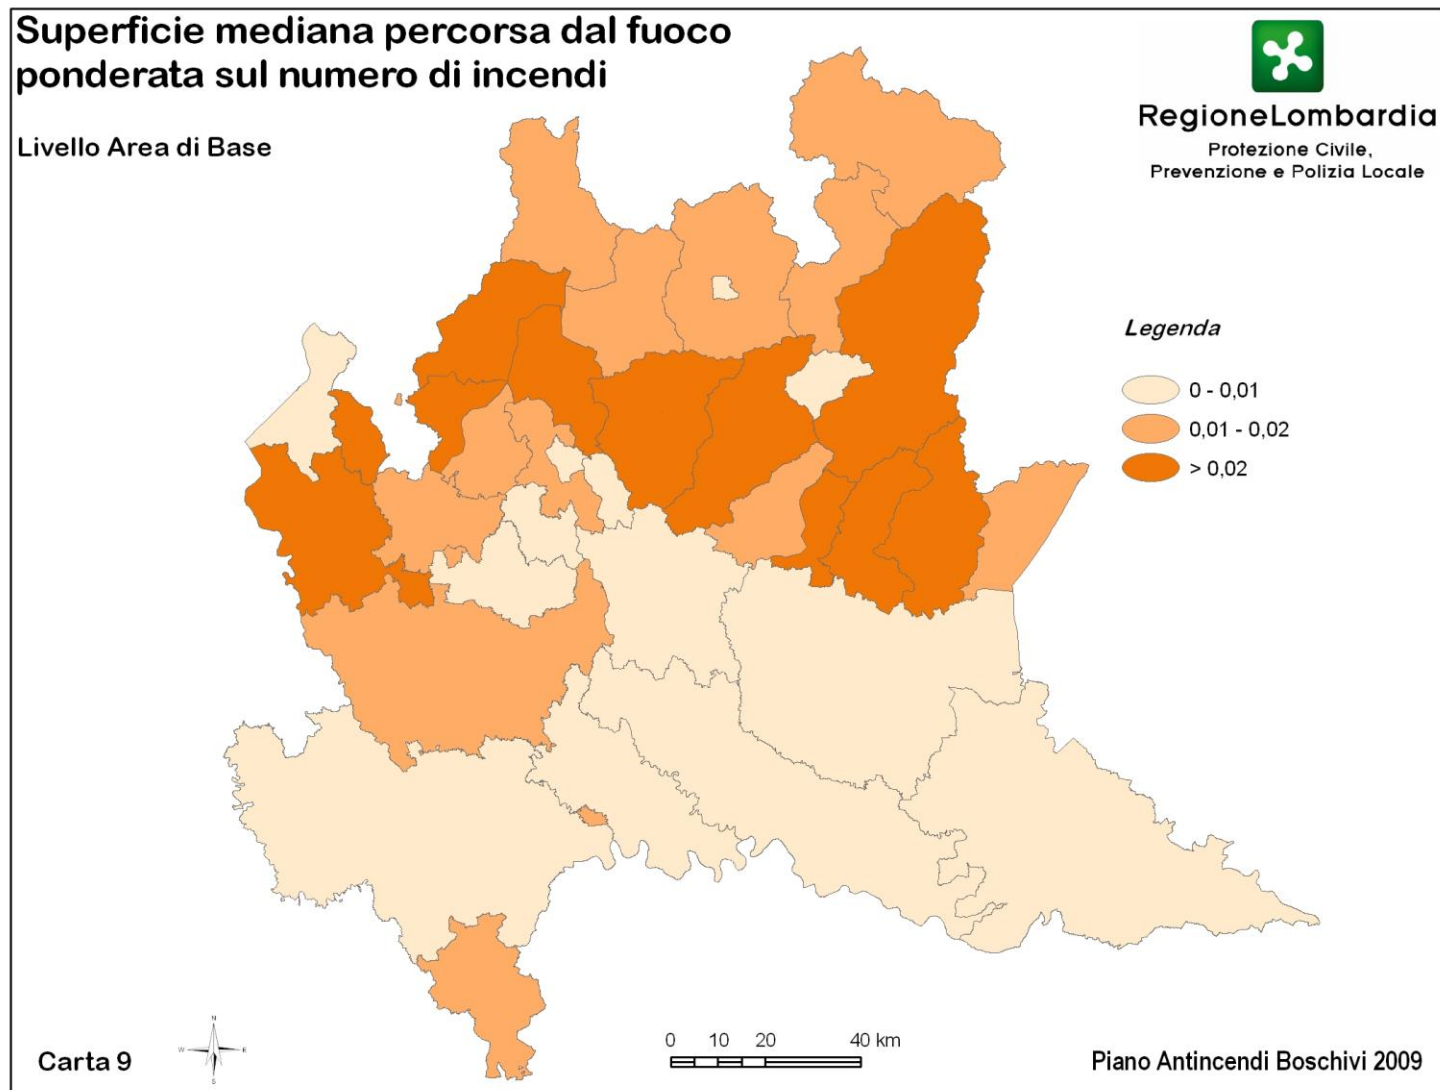 Superficie mediana percorsa dal fuoco
ponderata sul numero di incendi
Livello Area di Base
RegioneLombardia
Protezione Civile,
Prevenzione e Polizia Locale
Legenda
0 - 0,01
0,01 - 0,02
> 0,02
Carta 9
N
W E
S
0 10 20 40 km
Piano Antincendi Boschivi 2009